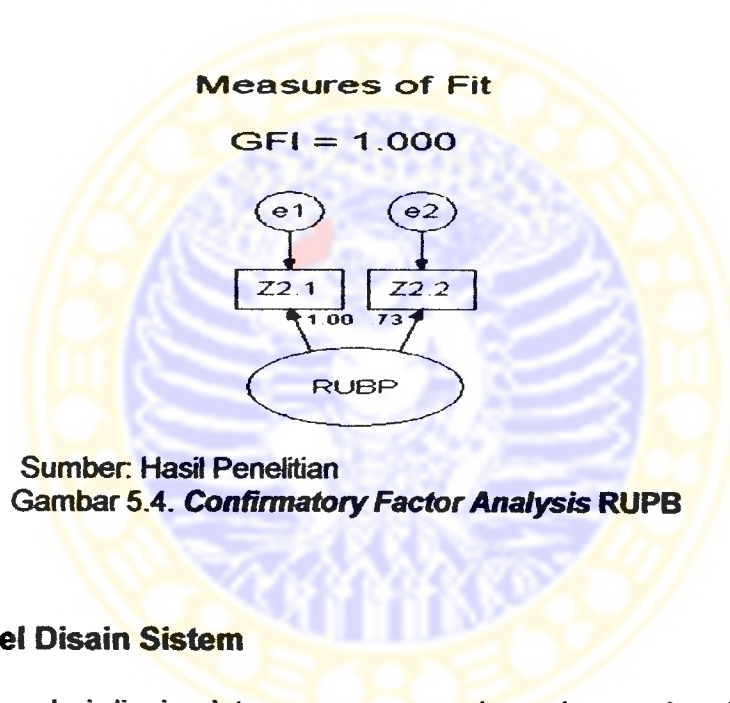 Measures of Fit
GFI = 1.000
e1 e2
Z2.1 Z2.2
1.00 .73
RUBP
Sumber: Hasil Penelitian
Gambar 5.4. Confirmatory Factor Analysis RUPB
el Disain Sistem